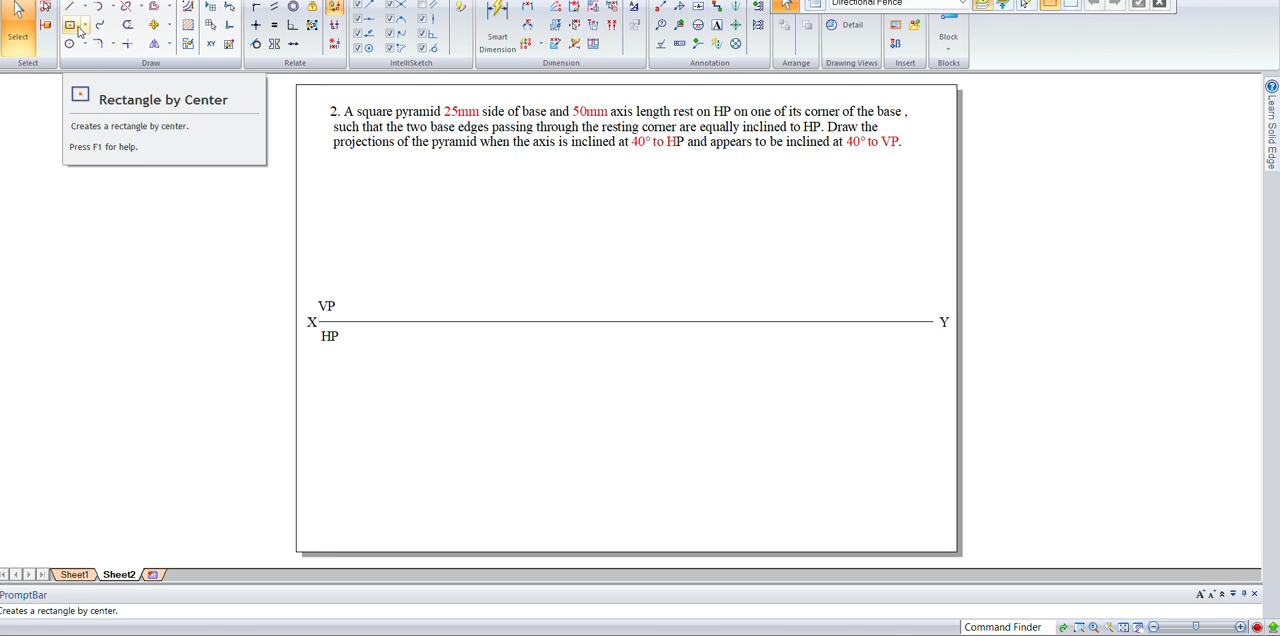 Directional Fence
Select
Smart
Dimension
XY
A
Detail
Block
Select
Draw
Relate
IntelliSketch
Dimension
Annotation
Arrange
Drawing Views
Insert
Blocks
Rectangle by Center
Creates a rectangle by center.
Press F1 for help.
Learn Solid Edge
2. A square pyramid 25mm side of base and 50mm axis length rest on HP on one of its corner of the base ,
such that the two base edges passing through the resting corner are equally inclined to HP. Draw the
projections of the pyramid when the axis is inclined at 40° to HP and appears to be inclined at 40° to VP.
VP
X
Y
HP
Sheet1
Sheet2
PromptBar
Creates a rectangle by center.
Command Finder